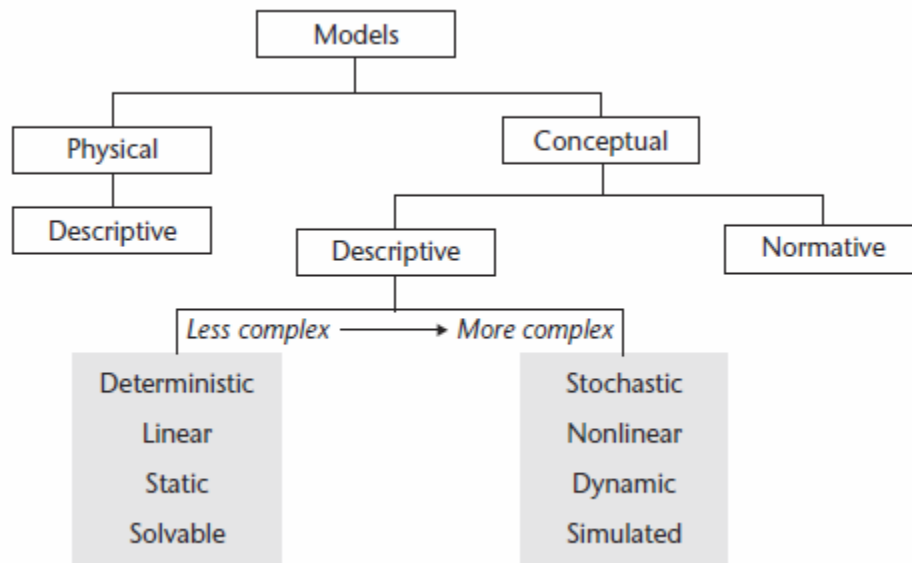 Models
Physical
Conceptual
Descriptive
Descriptive
Normative
Less complex
More complex
Deterministic
Stochastic
Linear
Nonlinear
Static
Dynamic
Solvable
Simulated